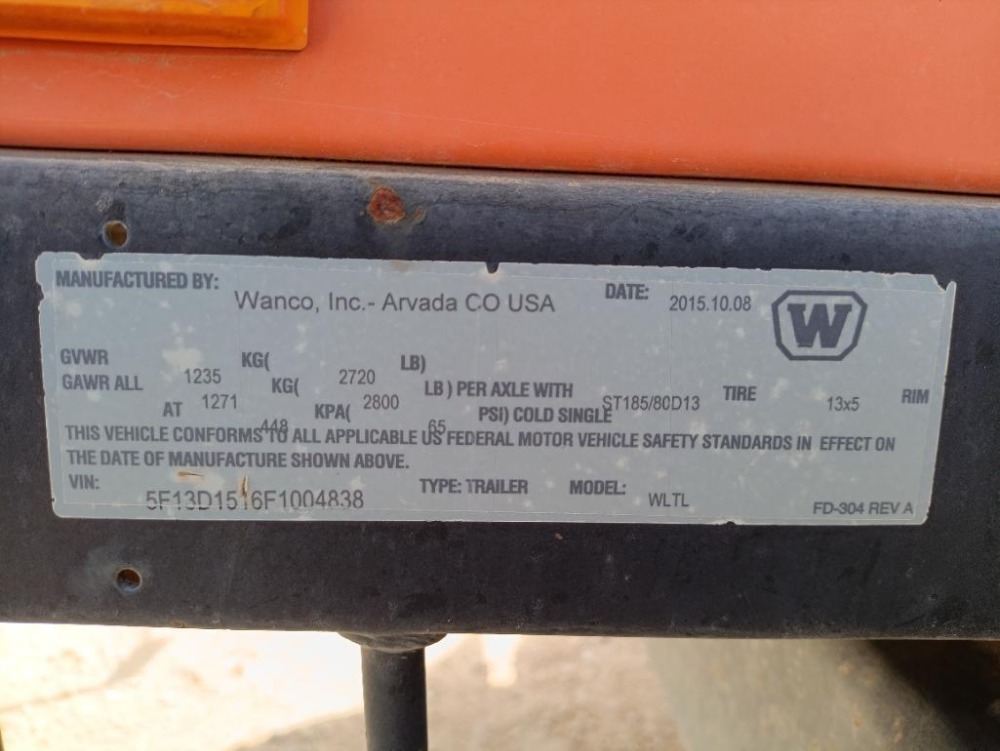 MANUFACTURED BY: Wanco, Inc.- Arvada CO USA DATE: 2015.10.08 W
GVWR 1235 KG( 2720 LB)
GAWR ALL 1271 KG( 2800 LB ) PER AXLE WITH ST185/80D13 TIRE 13x5 RIM
AT 448 KPA( 65 PSI) COLD SINGLE
THIS VEHICLE CONFORMS TO ALL APPLICABLE US FEDERAL MOTOR VEHICLE SAFETY STANDARDS IN EFFECT ON
THE DATE OF MANUFACTURE SHOWN ABOVE.
VIN: 5F13D1516F1004838 TYPE: TRAILER MODEL: WLTL FD-304 REV A